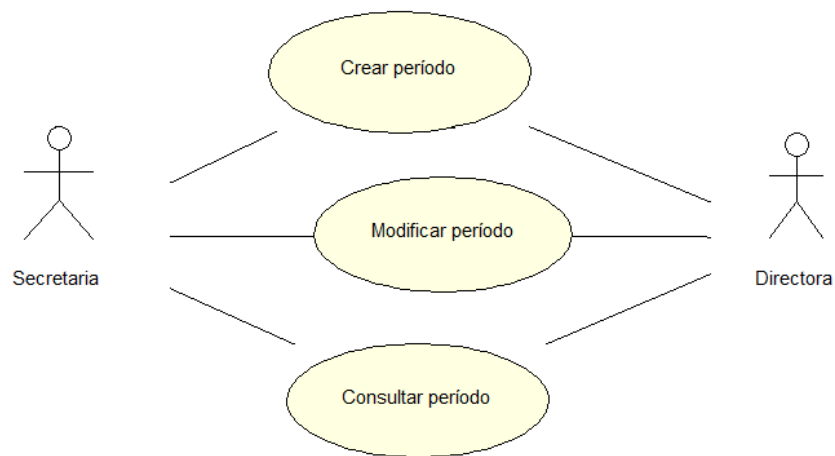 Crear período
Modificar período
Secretaria
Directora
Consultar período